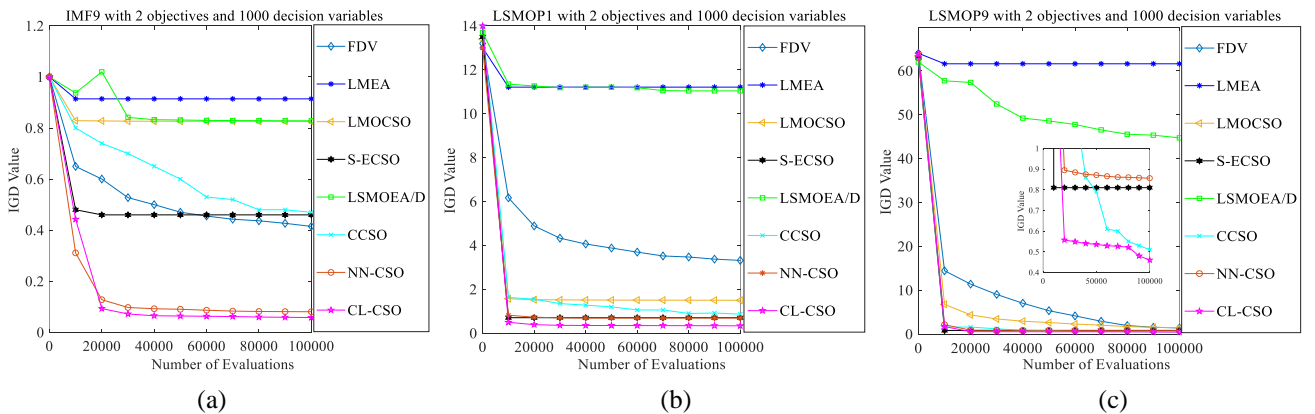 IMF9 with 2 objectives and 1000 decision variables
IGD Value
1.2
1
0.8
0.6
0.4
0.2
0
0 20000 40000 60000 80000 100000
Number of Evaluations
FDV
LMEA
LMOCSO
S-ECSO
LSMOEA/D
CCSO
NN-CSO
CL-CSO
(a)
LSMOP1 with 2 objectives and 1000 decision variables
IGD Value
14
12
10
8
6
4
2
0
0 20000 40000 60000 80000 100000
Number of Evaluations
FDV
LMEA
LMOCSO
S-ECSO
LSMOEA/D
CCSO
NN-CSO
CL-CSO
(b)
LSMOP9 with 2 objectives and 1000 decision variables
IGD Value
60
50
40
30
20
10
0
0 20000 40000 60000 80000 100000
Number of Evaluations
IGD Value
1
0.9
0.8
0.7
0.6
0.5
0.4
0 50000 100000
FDV
LMEA
LMOCSO
S-ECSO
LSMOEA/D
CCSO
NN-CSO
CL-CSO
(c)